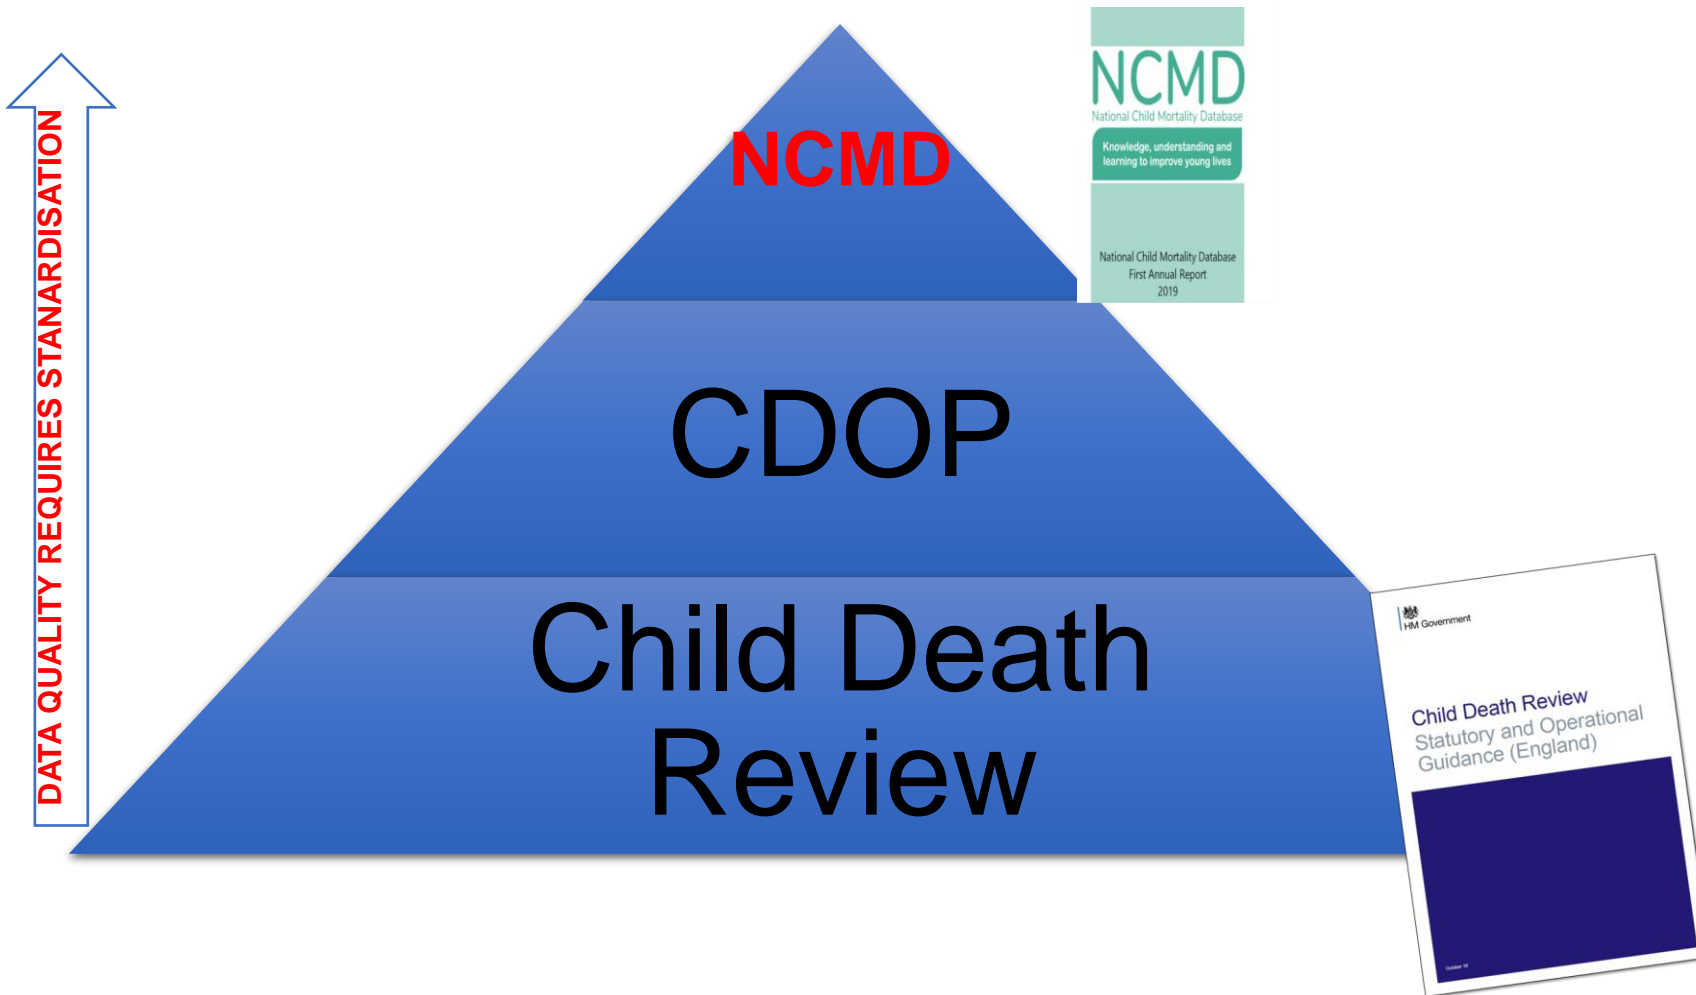 DATA QUALITY REQUIRES STANARDISATION
NCMD
NCMD
National Child Mortality Database
Knowledge, understanding and
learning to improve young lives
National Child Mortality Database
First Annual Report
2019
CDOP
Child Death
Review
HM Government
Child Death Review
Statutory and Operational
Guidance (England)